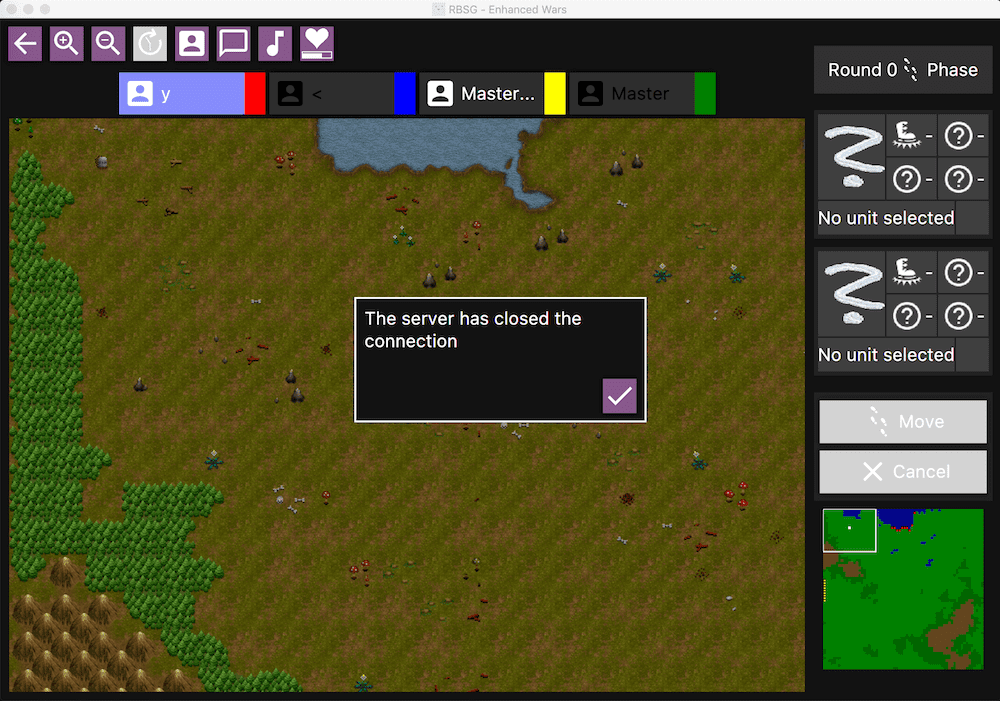 RBSG - Enhanced Wars
Round 0 Phase
y
<
Master...
Master
- ? -
? - ? -
No unit selected
- ? -
? - ? -
No unit selected
The server has closed the
connection
Move
Cancel